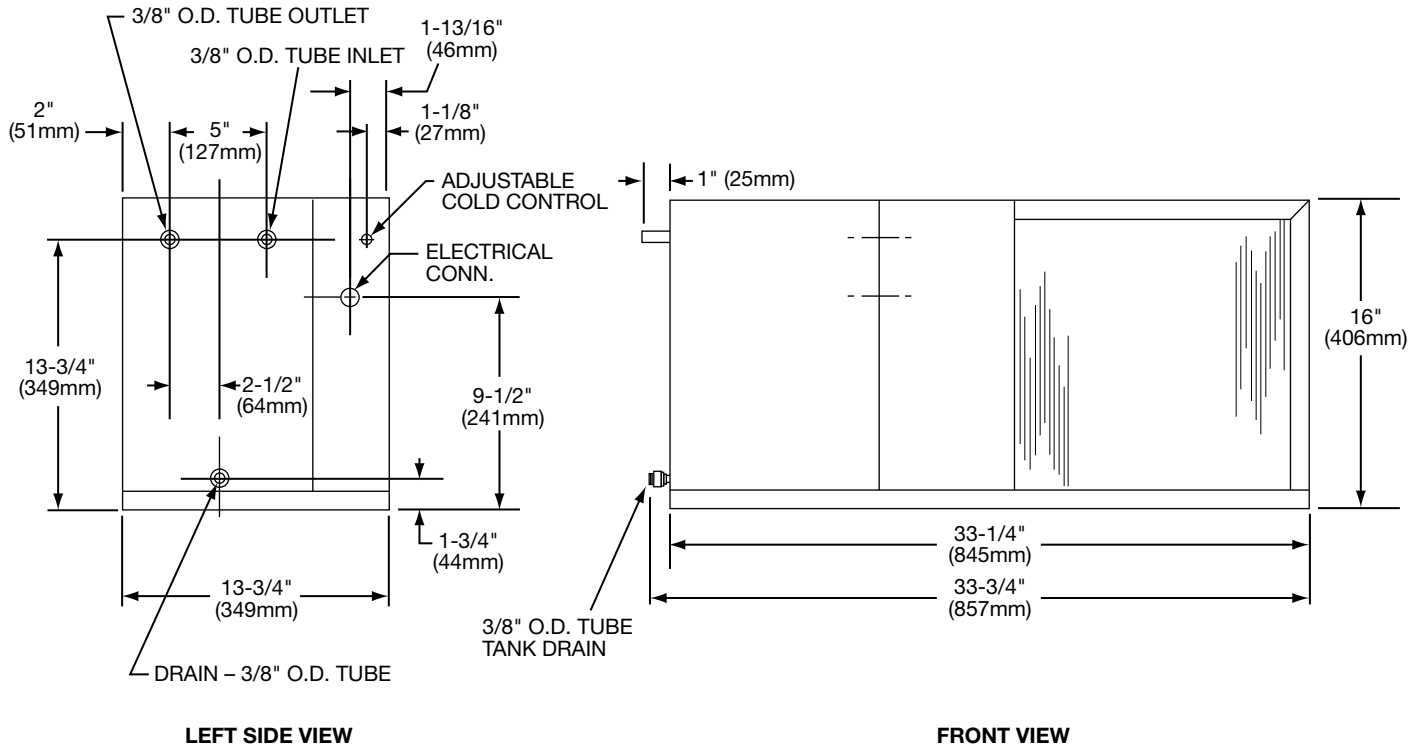 3/8" O.D. TUBE OUTLET
3/8" O.D. TUBE INLET
1-13/16"
(46mm)
2"
(51mm)
5"
(127mm)
1-1/8"
(27mm)
ADJUSTABLE
COLD CONTROL
ELECTRICAL
CONN.
13-3/4"
(349mm)
2-1/2"
(64mm)
9-1/2"
(241mm)
1-3/4"
(44mm)
13-3/4"
(349mm)
DRAIN – 3/8" O.D. TUBE
LEFT SIDE VIEW
1" (25mm)
16"
(406mm)
33-1/4"
(845mm)
33-3/4"
(857mm)
3/8" O.D. TUBE
TANK DRAIN
FRONT VIEW